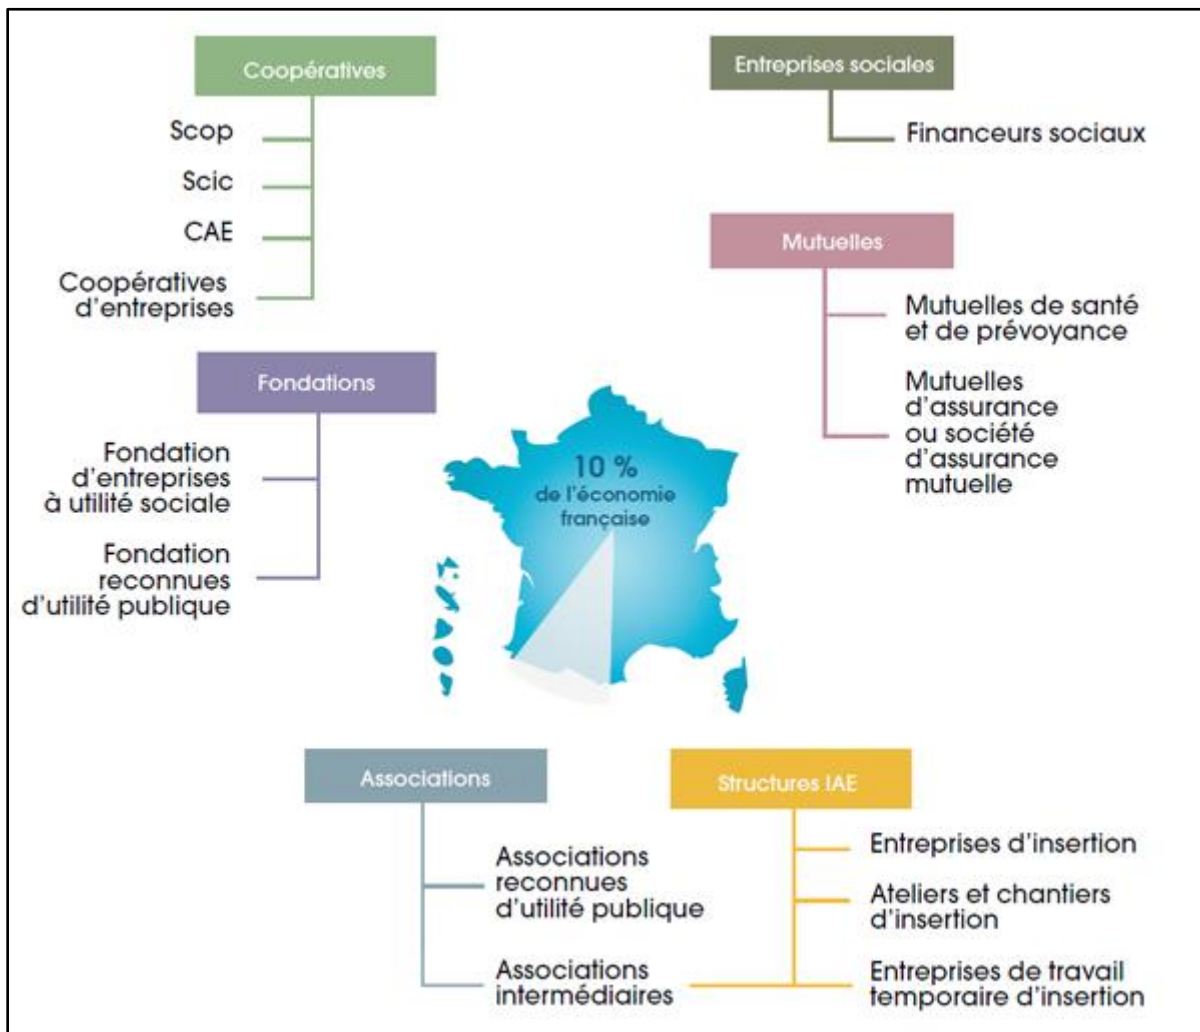 Coopératives
Scop
Scic
CAE
Coopératives
d'entreprises
Entreprises sociales
Financeurs sociaux
Mutuelles
Mutuelles de santé
et de prévoyance
Mutuelles
d'assurance
ou société
d'assurance
mutuelle
Fondations
Fondation
d'entreprises
à utilité sociale
Fondation
reconnues
d'utilité publique
10 %
de l'économie
française
Associations
Associations
reconnues
d'utilité publique
Associations
intermédiaires
Structures IAE
Entreprises d'insertion
Ateliers et chantiers
d'insertion
Entreprises de travail
temporaire d'insertion